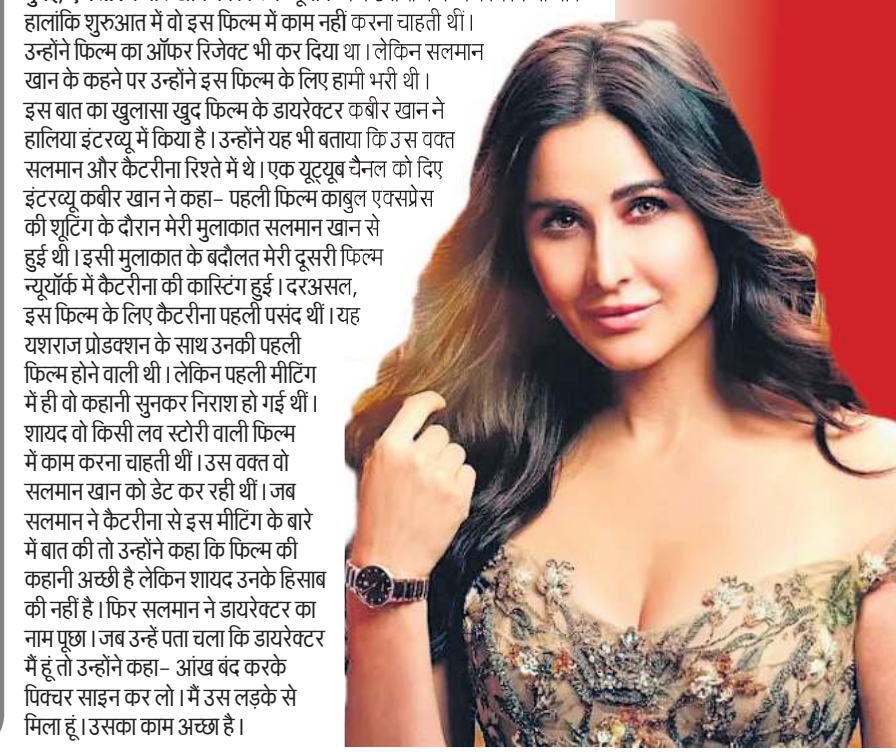 हालांकि शुरुआत में वो इस फिल्म में काम नहीं करना चाहती थीं।
उन्होंने फिल्म का ऑफर रिजेक्ट भी कर दिया था। लेकिन सलमान
खान के कहने पर उन्होंने इस फिल्म के लिए हामी भरी थी।
इस बात का खुलासा खुद फिल्म के डायरेक्टर कबीर खान ने
हालिया इंटरव्यू में किया है। उन्होंने यह भी बताया कि उस वक्त
सलमान और कैटरीना रिश्ते में थे। एक यूट्यूब चैनल को दिए
इंटरव्यू कबीर खान ने कहा– पहली फिल्म काबुल एक्सप्रेस
की शूटिंग के दौरान मेरी मुलाकात सलमान खान से
हुई थी। इसी मुलाकात के बदौलत मेरी दूसरी फिल्म
न्यूयॉर्क में कैटरीना की कास्टिंग हुई। दरअसल,
इस फिल्म के लिए कैटरीना पहली पसंद थीं। यह
यशराज प्रोडक्शन के साथ उनकी पहली
फिल्म होने वाली थी। लेकिन पहली मीटिंग
में ही वो कहानी सुनकर निराश हो गई थीं।
शायद वो किसी लव स्टोरी वाली फिल्म
में काम करना चाहती थीं। उस वक्त वो
सलमान खान को डेट कर रही थीं। जब
सलमान ने कैटरीना से इस मीटिंग के बारे
में बात की तो उन्होंने कहा कि फिल्म की
कहानी अच्छी है लेकिन शायद उनके हिसाब
की नहीं है। फिर सलमान ने डायरेक्टर का
नाम पूछा। जब उन्हें पता चला कि डायरेक्टर
मैं हूं तो उन्होंने कहा– आंख बंद करके
पिक्चर साइन कर लो। मैं उस लड़के से
मिला हूं। उसका काम अच्छा है।